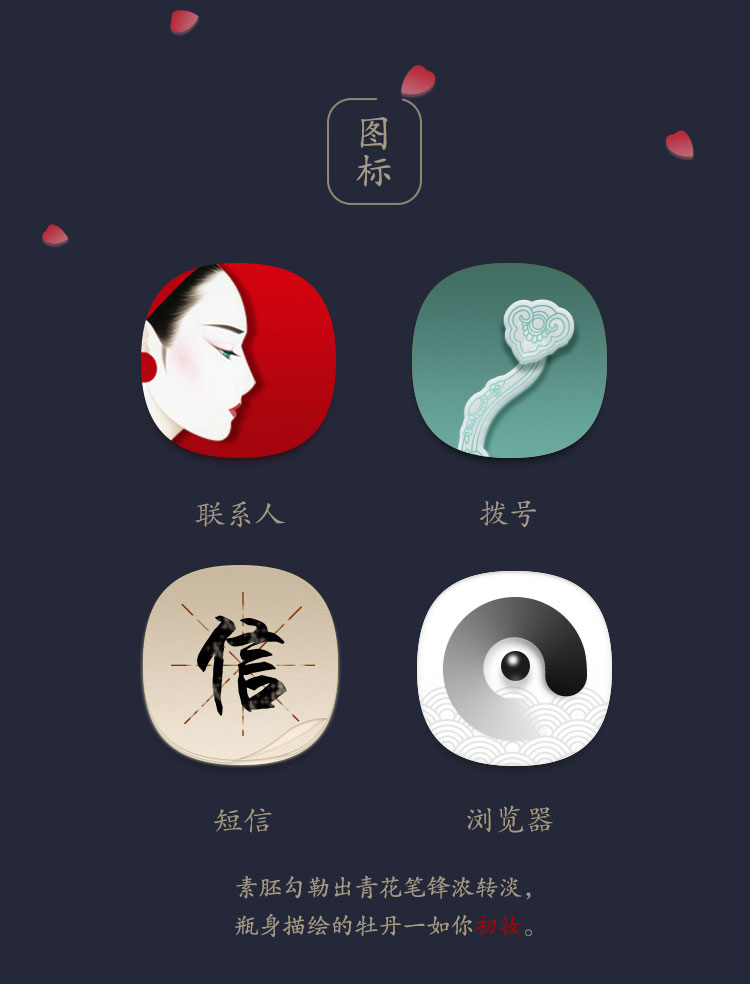 图标
联系人
拨号
信
短信
浏览器
素胚勾勒出青花笔锋浓转淡，
瓶身描绘的牡丹一如你初妆。